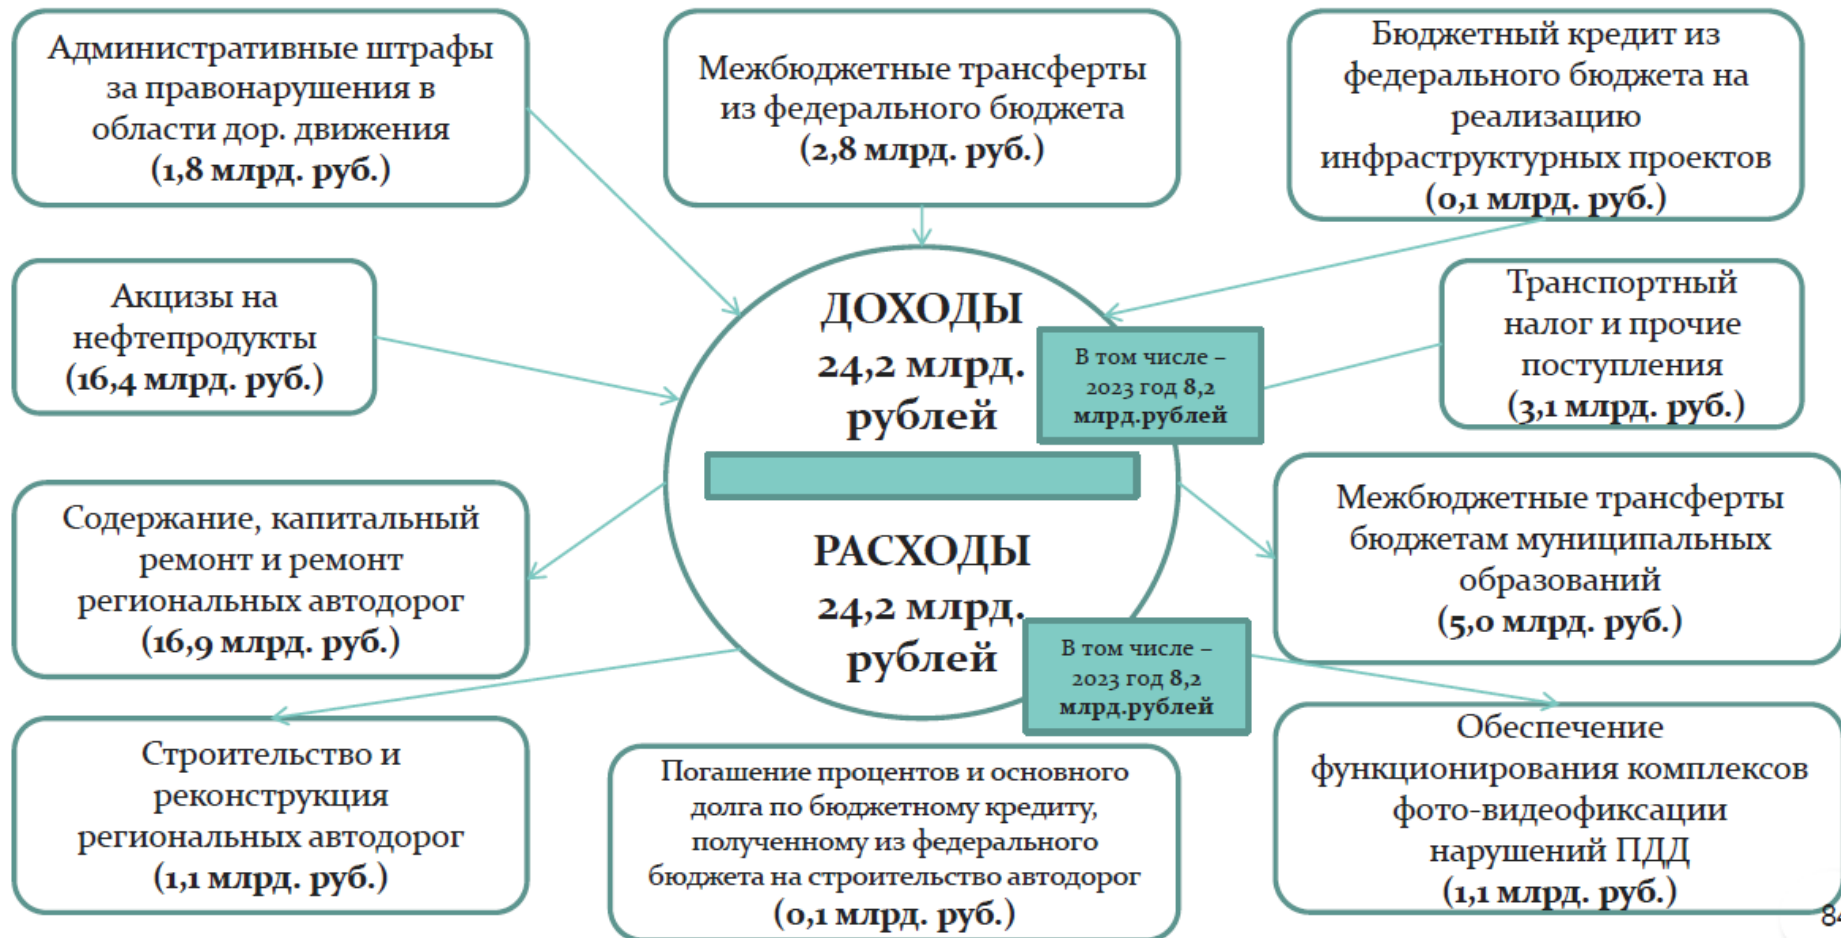 Административные штрафы
за правонарушения в
области дор. движения
(1,8 млрд. руб.)
Межбюджетные трансферты
из федерального бюджета
(2,8 млрд. руб.)
Бюджетный кредит из
федерального бюджета на
реализацию
инфраструктурных проектов
(0,1 млрд. руб.)
Акцизы на
нефтепродукты
(16,4 млрд. руб.)
ДОХОДЫ
24,2 млрд.
рублей
В том числе –
2023 год 8,2
млрд.рублей
Транспортный
налог и прочие
поступления
(3,1 млрд. руб.)
Содержание, капитальный
ремонт и ремонт
региональных автодорог
(16,9 млрд. руб.)
РАСХОДЫ
24,2 млрд.
рублей
В том числе –
2023 год 8,2
млрд.рублей
Межбюджетные трансферты
бюджетам муниципальных
образований
(5,0 млрд. руб.)
Строительство и
реконструкция
региональных автодорог
(1,1 млрд. руб.)
Погашение процентов и основного
долга по бюджетному кредиту,
полученному из федерального
бюджета на строительство автодорог
(0,1 млрд. руб.)
Обеспечение
функционирования комплексов
фото-видеофиксации
нарушений ПДД
(1,1 млрд. руб.)
84